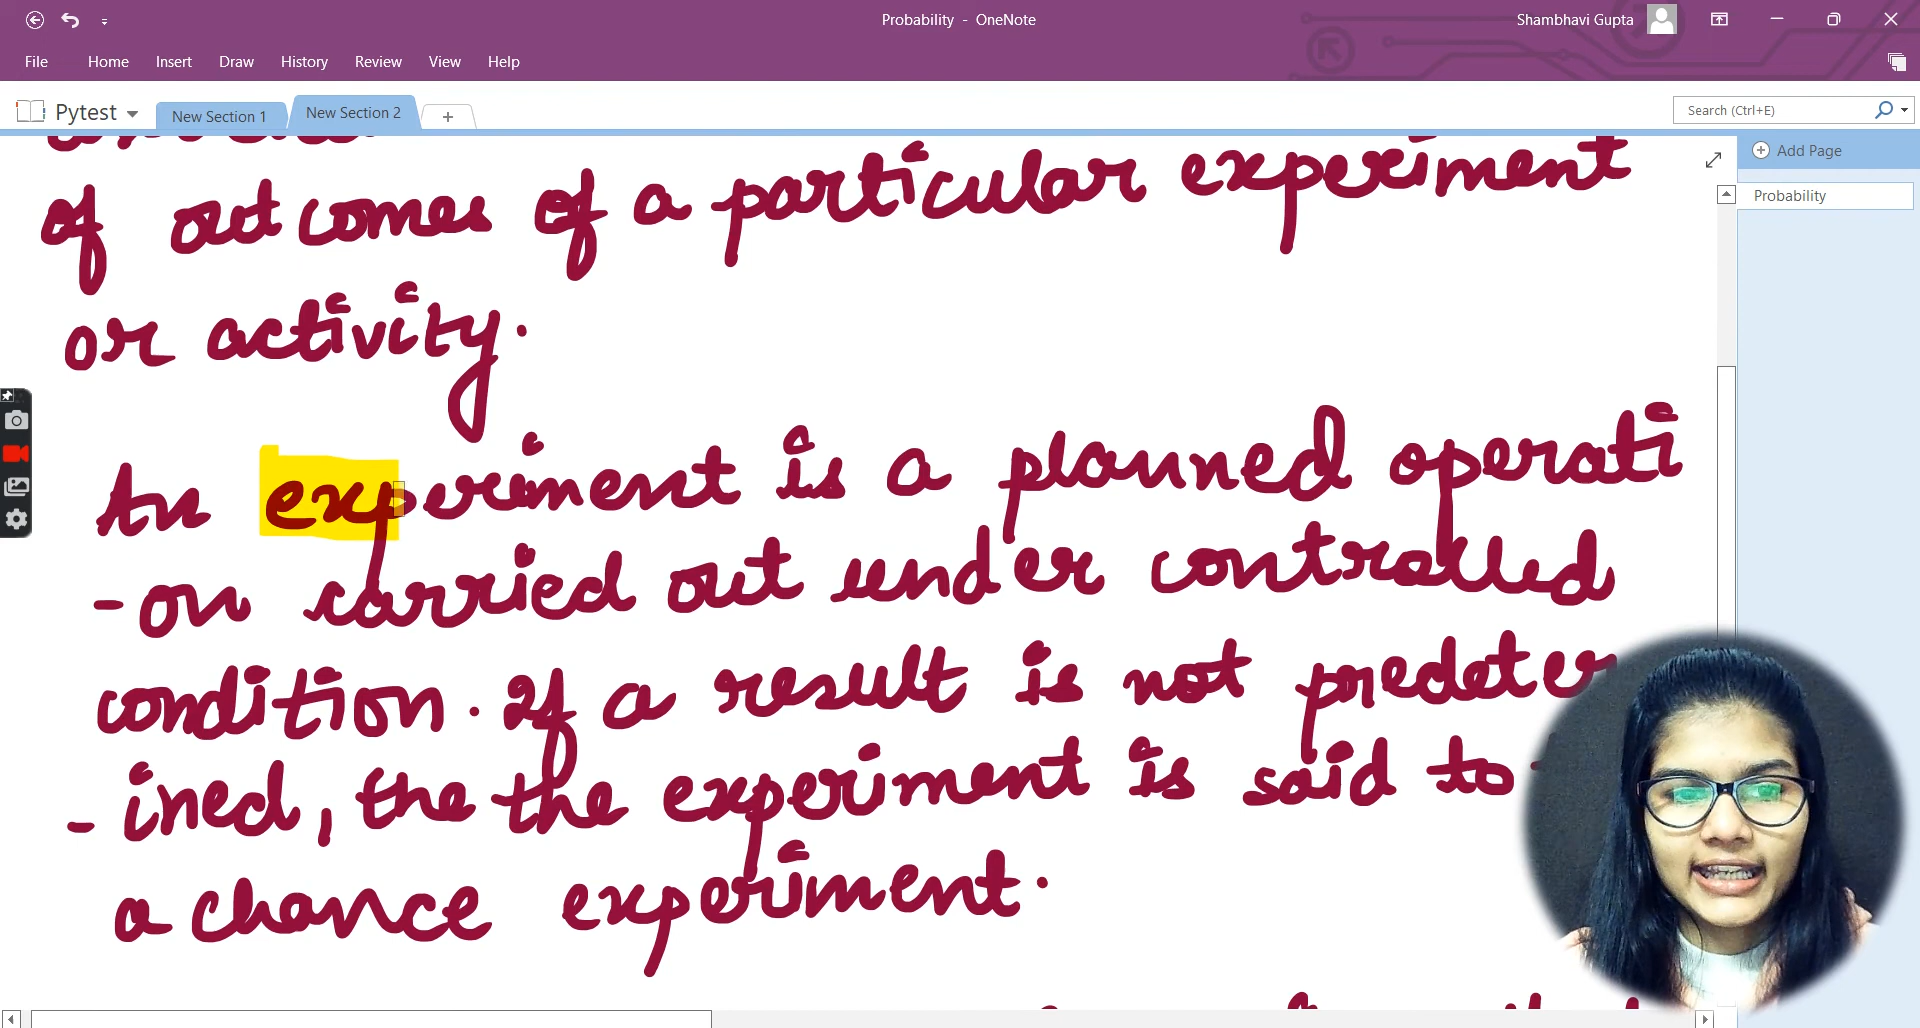 Probability - OneNote
Shambhavi Gupta
File Home Insert Draw History Review View Help
Pytest New Section 1 New Section 2 +
Search (Ctrl+E)
Add Page
Probability
of outcomes of a particular experiment
or activity.
An experiment is a planned operati
-on carried out under controlled
condition. If a result is not predeter
-ined, the the experiment is said to
a chance experiment.